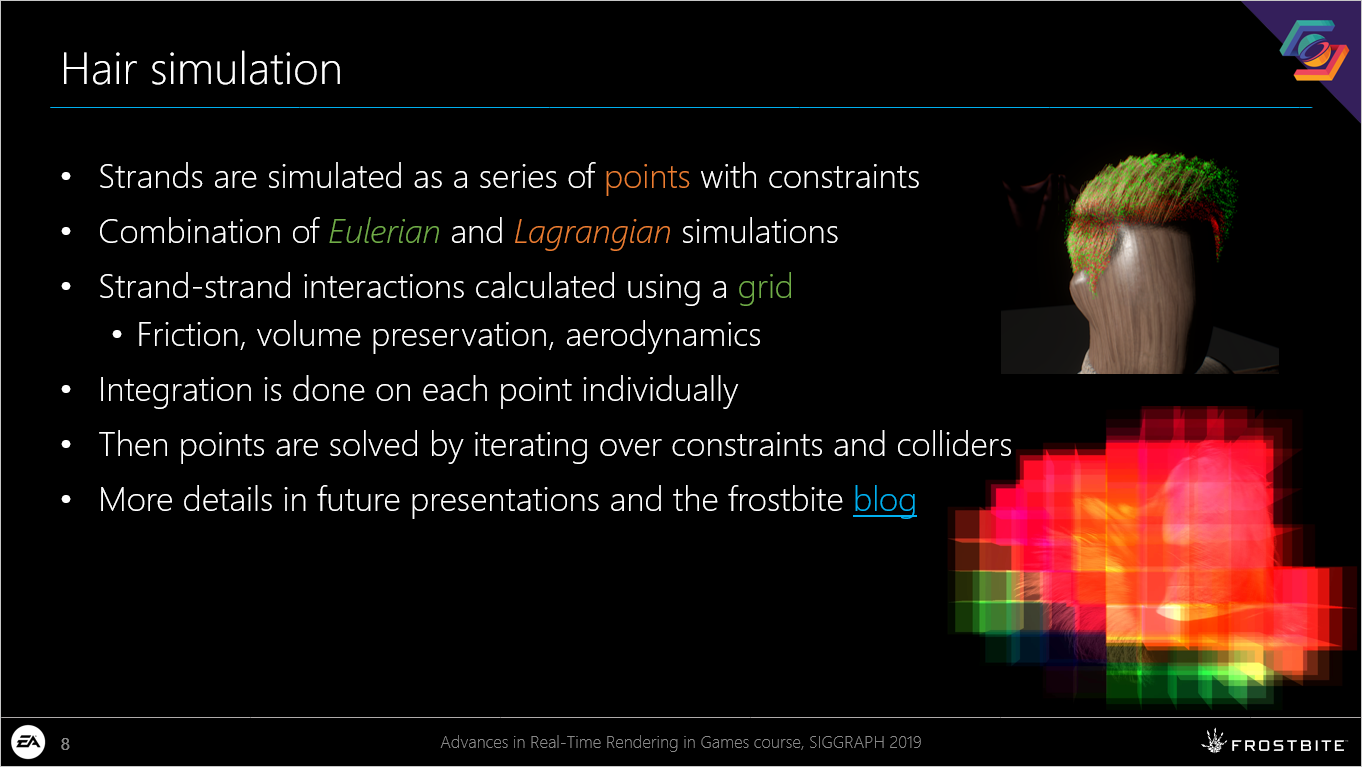 Hair simulation
• Strands are simulated as a series of points with constraints
• Combination of Eulerian and Lagrangian simulations
• Strand-strand interactions calculated using a grid
• Friction, volume preservation, aerodynamics
• Integration is done on each point individually
• Then points are solved by iterating over constraints and colliders
• More details in future presentations and the frostbite blog
EA
8
Advances in Real-Time Rendering in Games course, SIGGRAPH 2019
FROSTBITE